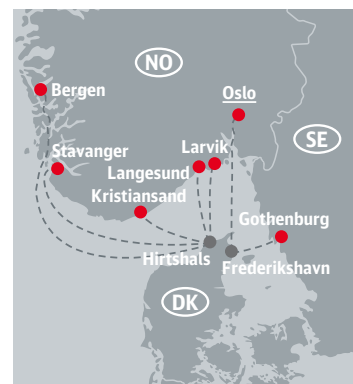 NO
Bergen
Oslo
SE
Stavanger
Larvik
Langesund
Kristiansand
Gothenburg
Hirtshals
Frederikshavn
DK